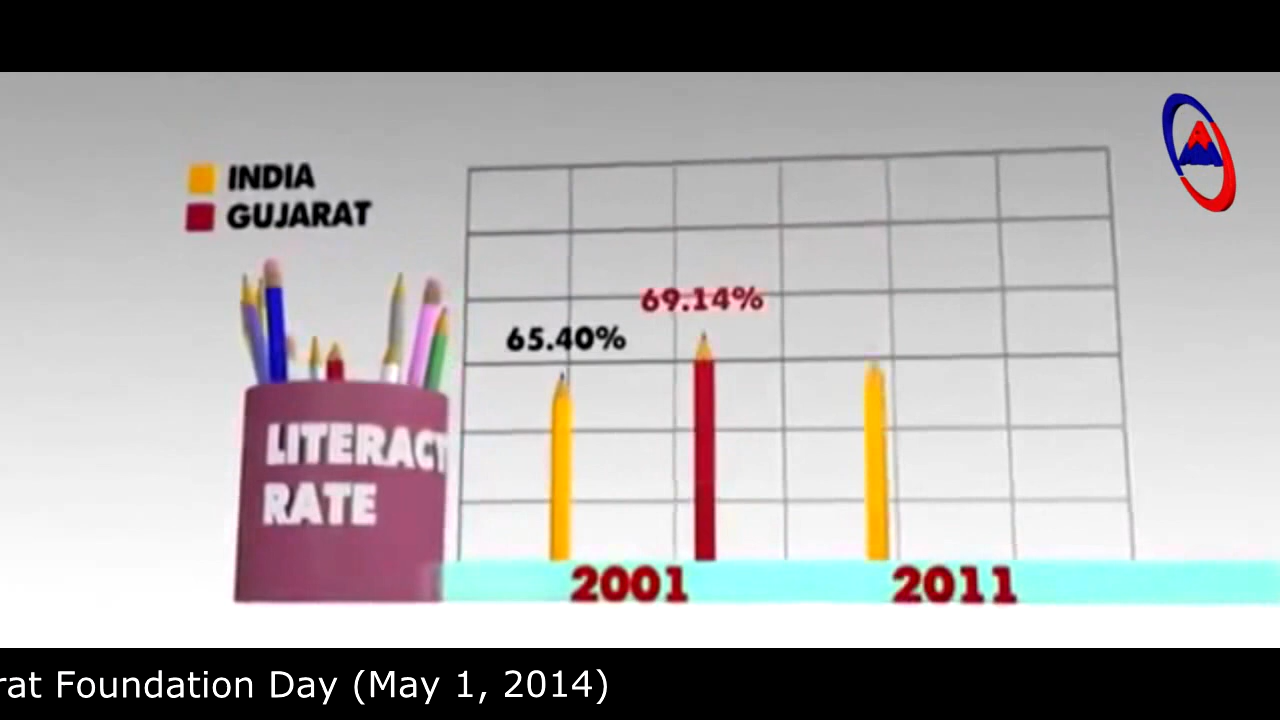 INDIA
GUJARAT
69.14%
65.40%
LITERACY
RATE
2001
2011
rat Foundation Day (May 1, 2014)